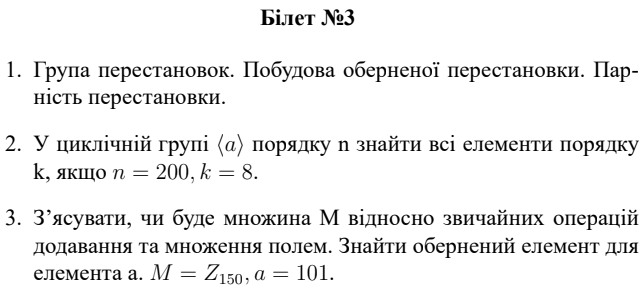 Білет №3
1. Група перестановок. Побудова оберненої перестановки. Пар-
ність перестановки.
2. У циклічній групі ⟨a⟩ порядку n знайти всі елементи порядку
k, якщо n = 200, k = 8.
3. З’ясувати, чи буде множина M відносно звичайних операцій
додавання та множення полем. Знайти обернений елемент для
елемента a. M = Z₁₅₀, a = 101.